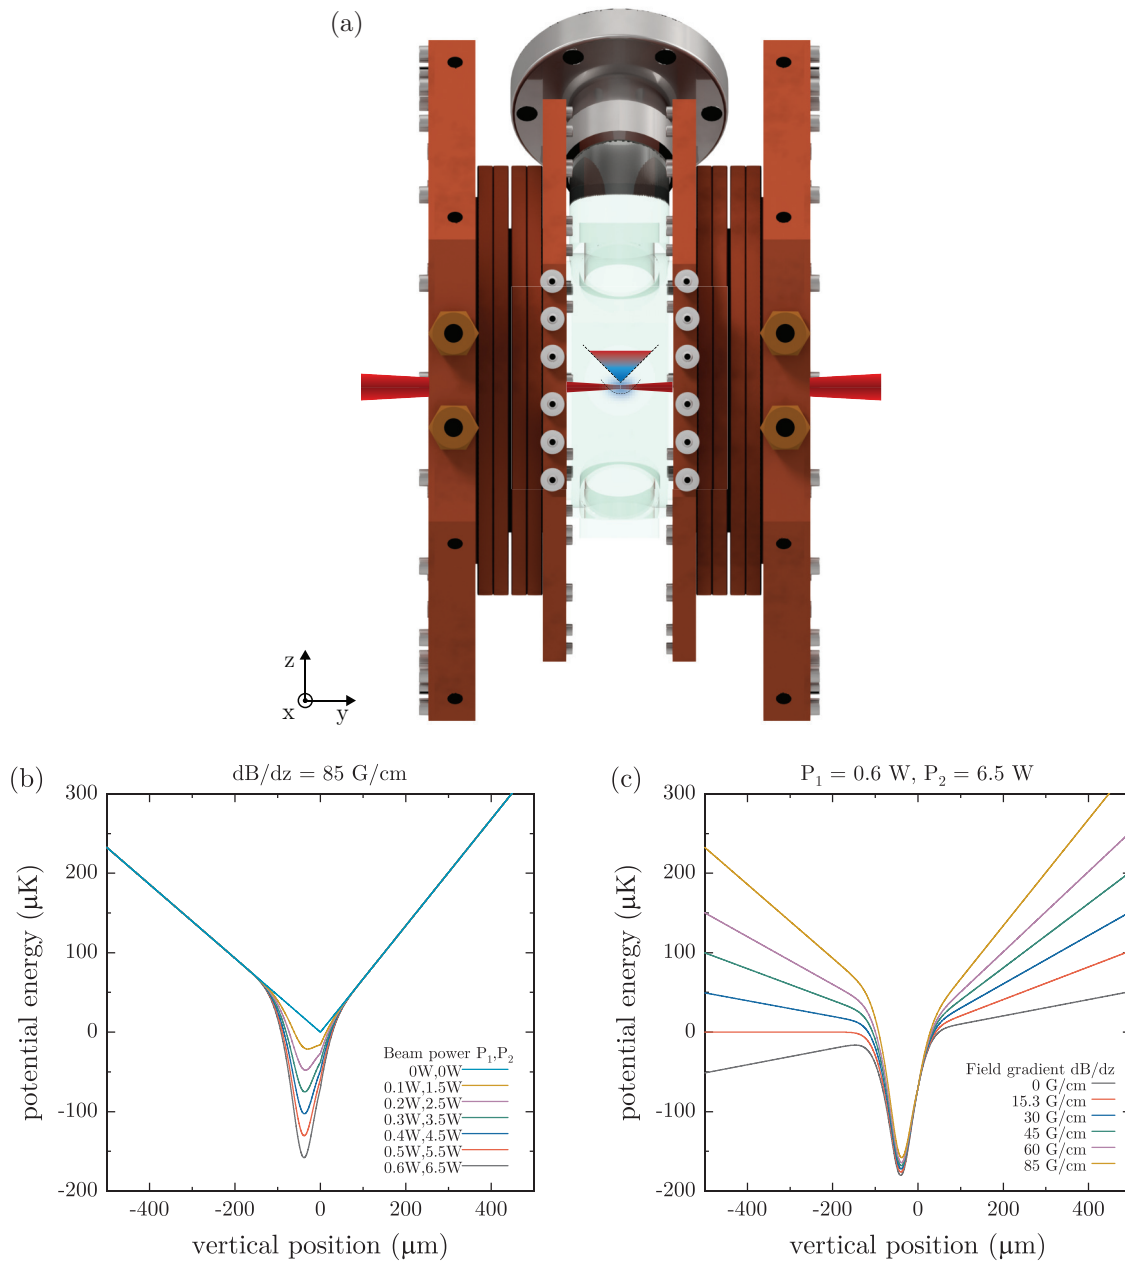 (a)
z
x
y
(b)
dB/dz = 85 G/cm
300
200
100
0
-100
-200
potential energy (μK)
Beam power P₁,P₂
0W,0W
0.1W,1.5W
0.2W,2.5W
0.3W,3.5W
0.4W,4.5W
0.5W,5.5W
0.6W,6.5W
-400
-200
0
200
400
vertical position (μm)
(c)
P₁ = 0.6 W, P₂ = 6.5 W
300
200
100
0
-100
-200
potential energy (μK)
Field gradient dB/dz
0 G/cm
15.3 G/cm
30 G/cm
45 G/cm
60 G/cm
85 G/cm
-400
-200
0
200
400
vertical position (μm)